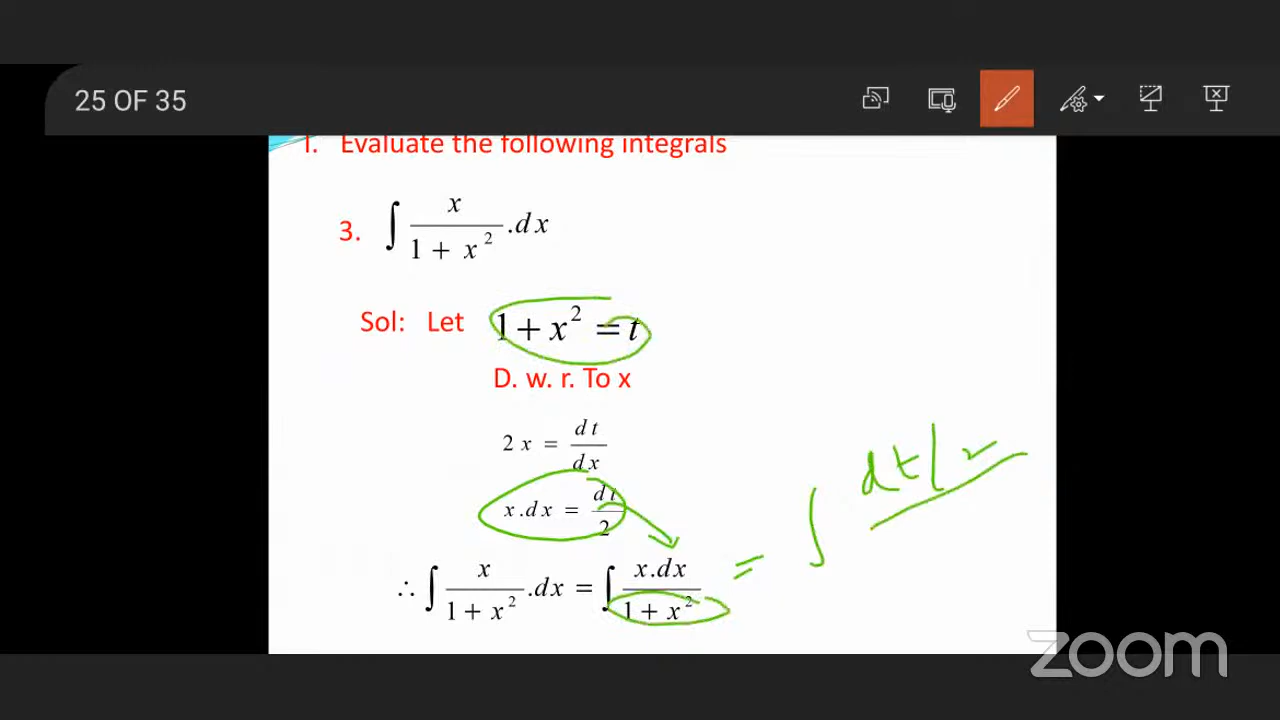 25 OF 35
I. Evaluate the following integrals
3. ∫ x / (1 + x²) .dx
Sol: Let 1 + x² = t
D. w. r. To x
2x = dt/dx
x.dx = dt/2
∴ ∫ x / (1 + x²) .dx = ∫ x.dx / (1 + x²) = ∫ dt/2
zoom